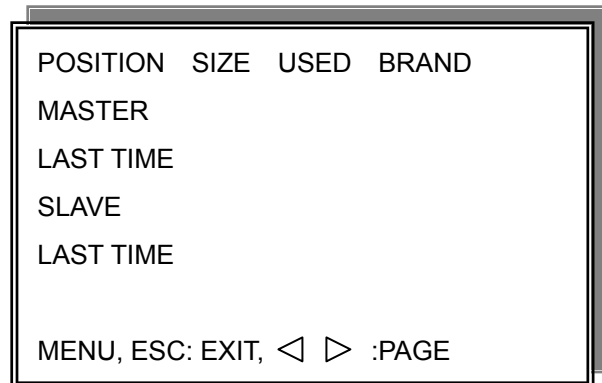 POSITION SIZE USED BRAND
MASTER
LAST TIME
SLAVE
LAST TIME
MENU, ESC: EXIT, ◁ ▷ :PAGE